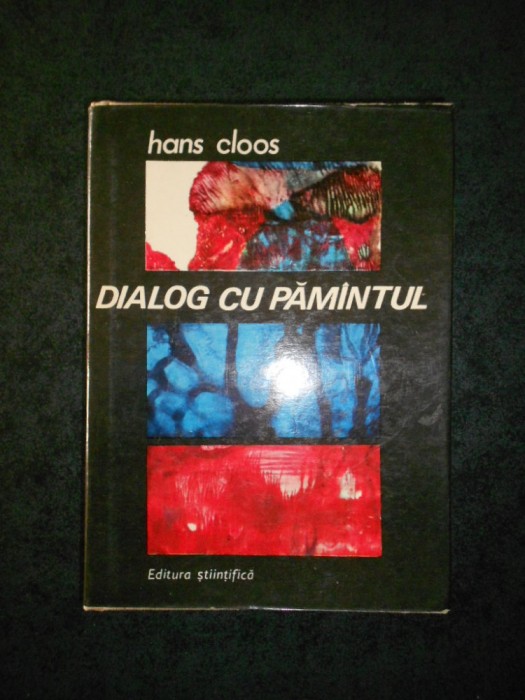 hans cloos
DIALOG CU PĂMÎNTUL
Editura științifică